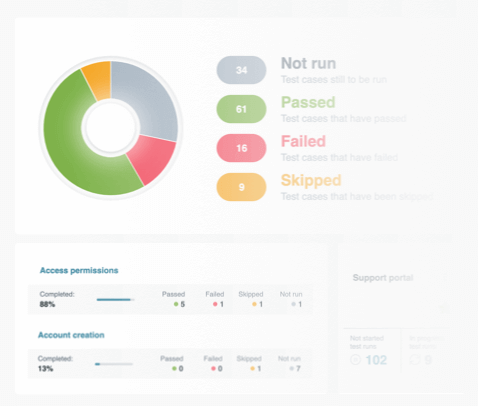 34
Not run
Test cases still to be run
61
Passed
Test cases that have passed
16
Failed
Test cases that have failed
9
Skipped
Test cases that have been skipped
Access permissions
Completed: Passed Failed Skipped Not run
88% 5 1 1 1
Account creation
Completed: Passed Failed Skipped Not run
13% 0 0 1 7
Support portal
Not started
test runs
102 9